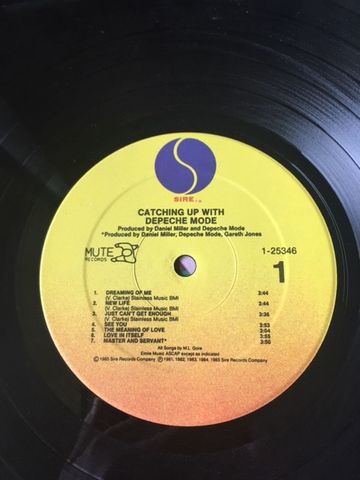 SIRE
CATCHING UP WITH
DEPECHE MODE
Produced by Daniel Miller and Depeche Mode
*Produced by Daniel Miller, Depeche Mode, Gareth Jones
MUTE
RECORDS
1-25346
1
1. DREAMING OF ME 3:44
(V. Clarke) Stainless Music BMI
2. NEW LIFE 3:44
(V. Clarke) Stainless Music BMI
3. JUST CAN'T GET ENOUGH 3:35
(V. Clarke) Stainless Music BMI
4. SEE YOU 3:53
5. THE MEANING OF LOVE 3:04
6. LOVE IN ITSELF 3:55
7. MASTER AND SERVANT* 3:50
All Songs by M.L. Gore
Emile Music ASCAP except as indicated
©1985 Sire Records Company ℗1981, 1982, 1983, 1984, 1985 Sire Records Company